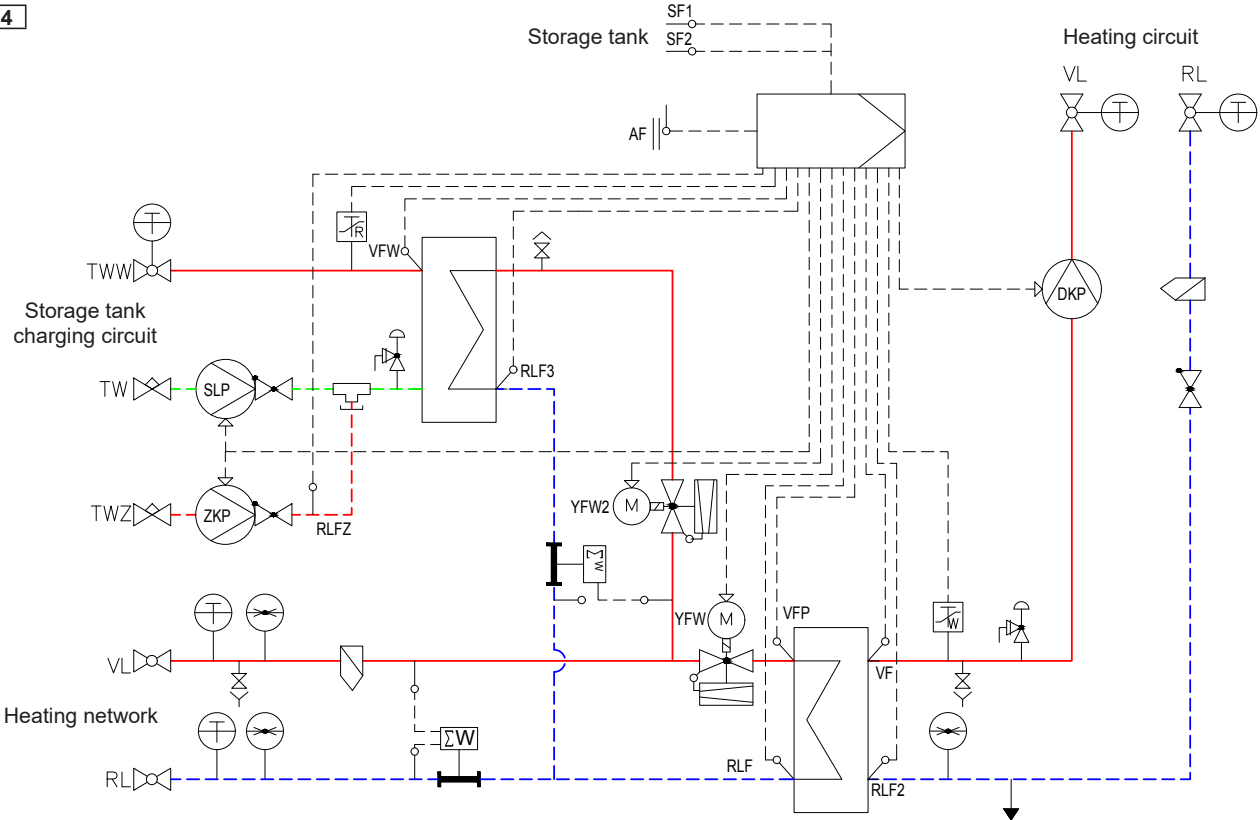 4
SF1
Storage tank
SF2
Heating circuit
VL
RL
T
T
AF
T
R
VFW
TWW
DKP
Storage tank
charging circuit
RLF3
TW
SLP
TWZ
ZKP
RLFZ
YFW2
M
ΣW
T
YFW
M
VFP
W
VL
VF
Heating network
T
ΣW
RL
RLF
RLF2